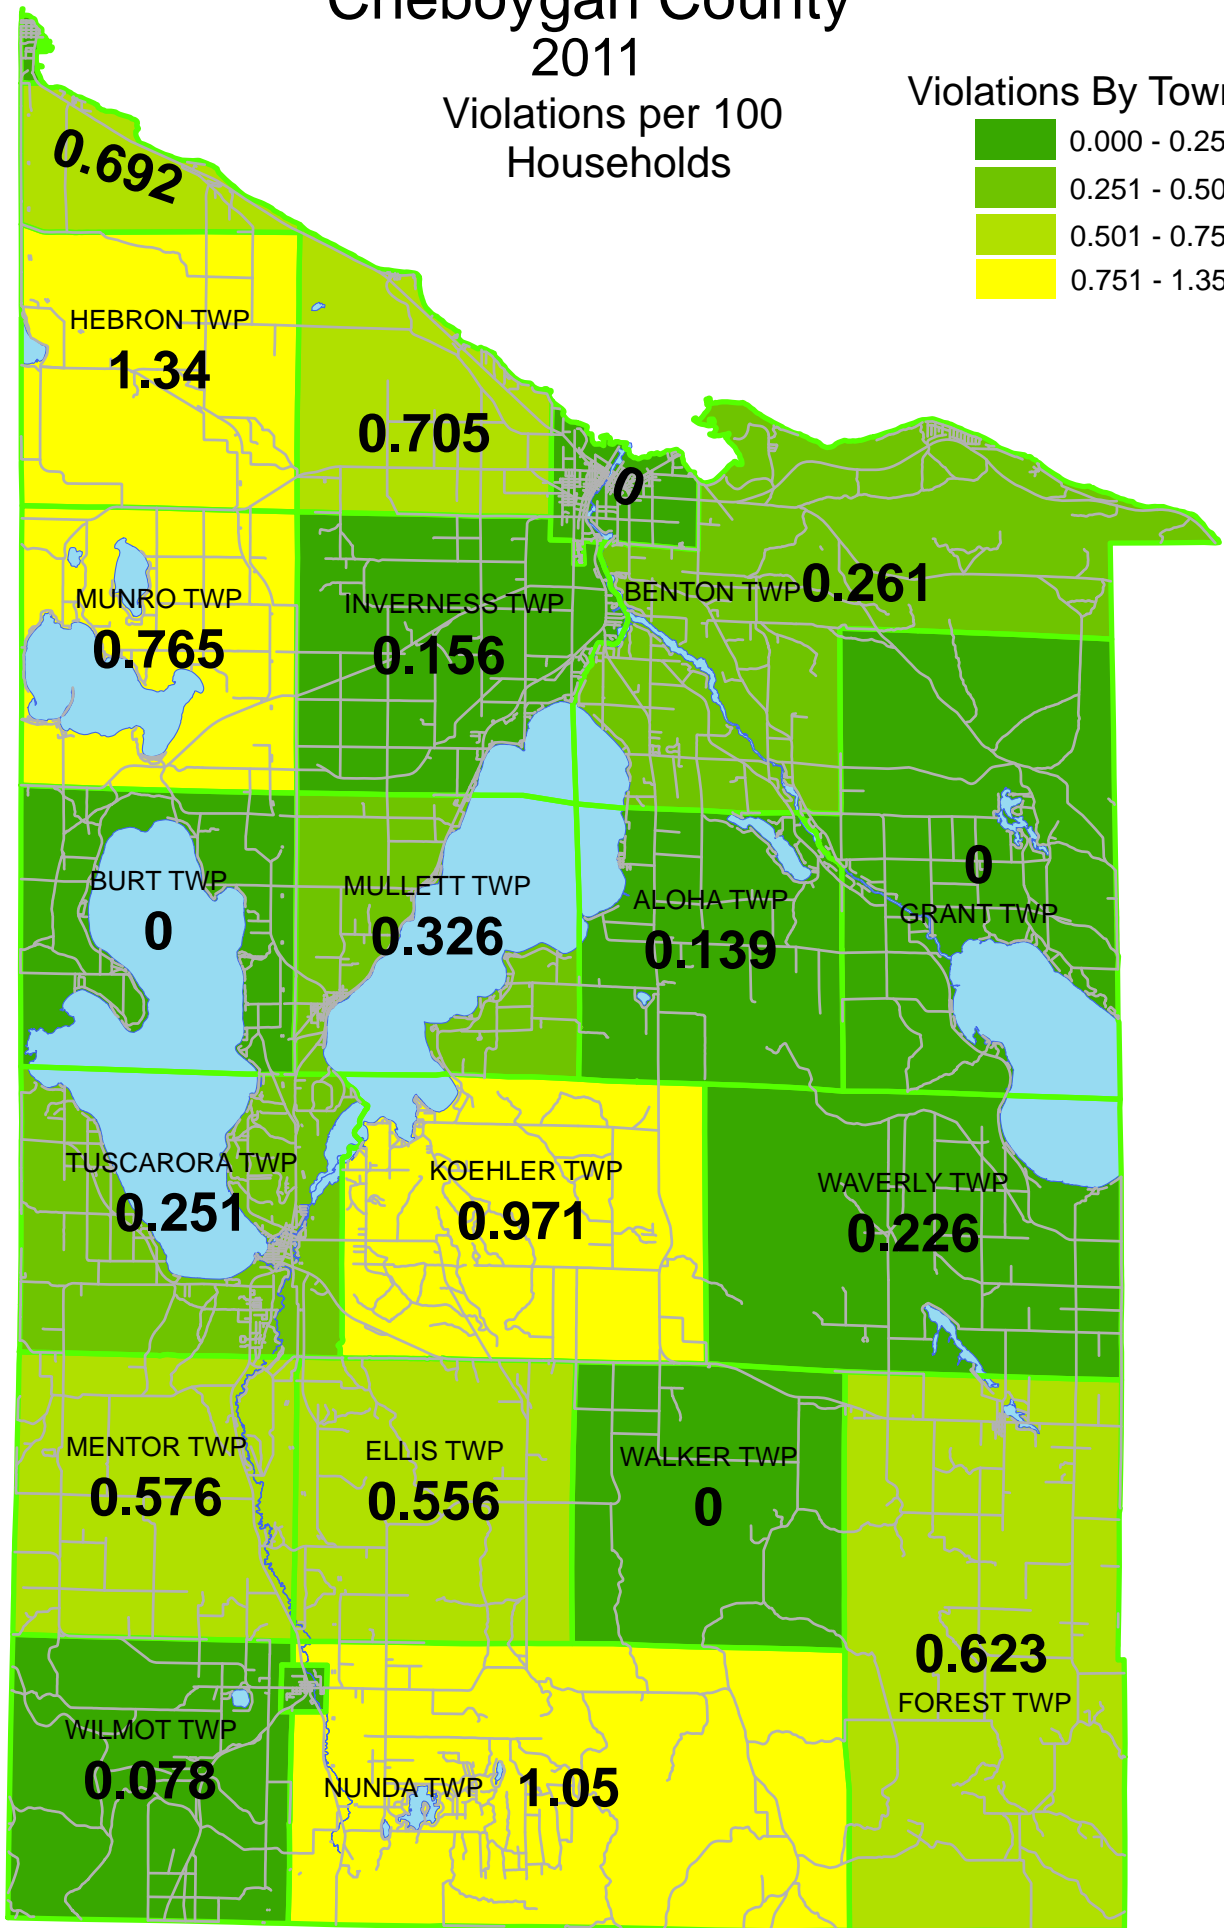 Cheboygan County
2011
Violations per 100
Households
Violations By Town
0.000 - 0.25
0.251 - 0.50
0.501 - 0.75
0.751 - 1.35
0.692
HEBRON TWP
1.34
0.705
0
MUNRO TWP
0.765
INVERNESS TWP
0.156
BENTON TWP 0.261
BURT TWP
0
MULLETT TWP
0.326
ALOHA TWP
0.139
0
GRANT TWP
TUSCARORA TWP
0.251
KOEHLER TWP
0.971
WAVERLY TWP
0.226
MENTOR TWP
0.576
ELLIS TWP
0.556
WALKER TWP
0
0.623
FOREST TWP
WILMOT TWP
0.078
NUNDA TWP 1.05